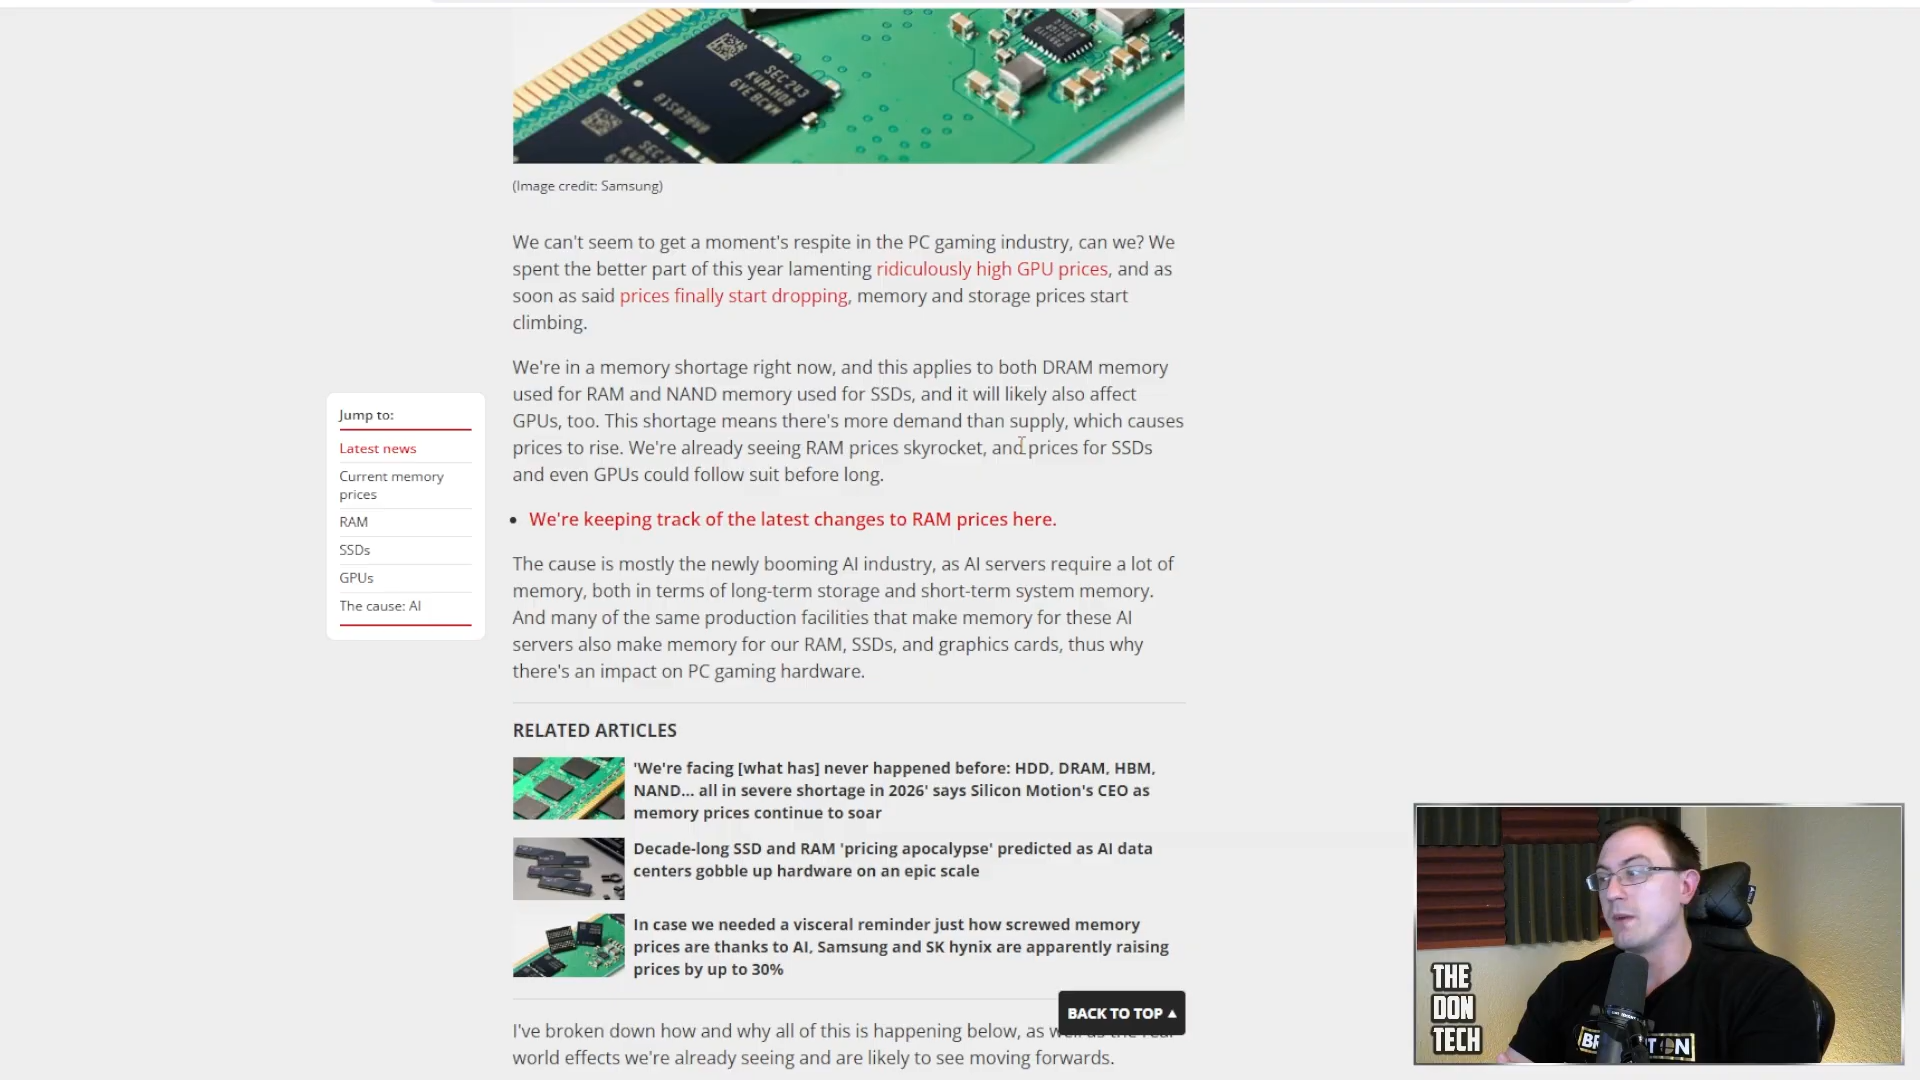 SEC 243
K4RAH08
6VE BCWM
SEC 243
(Image credit: Samsung)
We can't seem to get a moment's respite in the PC gaming industry, can we? We
spent the better part of this year lamenting ridiculously high GPU prices, and as
soon as said prices finally start dropping, memory and storage prices start
climbing.
We're in a memory shortage right now, and this applies to both DRAM memory
used for RAM and NAND memory used for SSDs, and it will likely also affect
GPUs, too. This shortage means there's more demand than supply, which causes
prices to rise. We're already seeing RAM prices skyrocket, and prices for SSDs
and even GPUs could follow suit before long.
We're keeping track of the latest changes to RAM prices here.
The cause is mostly the newly booming AI industry, as AI servers require a lot of
memory, both in terms of long-term storage and short-term system memory.
And many of the same production facilities that make memory for these AI
servers also make memory for our RAM, SSDs, and graphics cards, thus why
there's an impact on PC gaming hardware.
Jump to:
Latest news
Current memory
prices
RAM
SSDs
GPUs
The cause: AI
RELATED ARTICLES
'We're facing [what has] never happened before: HDD, DRAM, HBM,
NAND... all in severe shortage in 2026' says Silicon Motion's CEO as
memory prices continue to soar
Decade-long SSD and RAM 'pricing apocalypse' predicted as AI data
centers gobble up hardware on an epic scale
In case we needed a visceral reminder just how screwed memory
prices are thanks to AI, Samsung and SK hynix are apparently raising
prices by up to 30%
BACK TO TOP
I've broken down how and why all of this is happening below, as well as the real
world effects we're already seeing and are likely to see moving forwards.
THE
DON
TECH